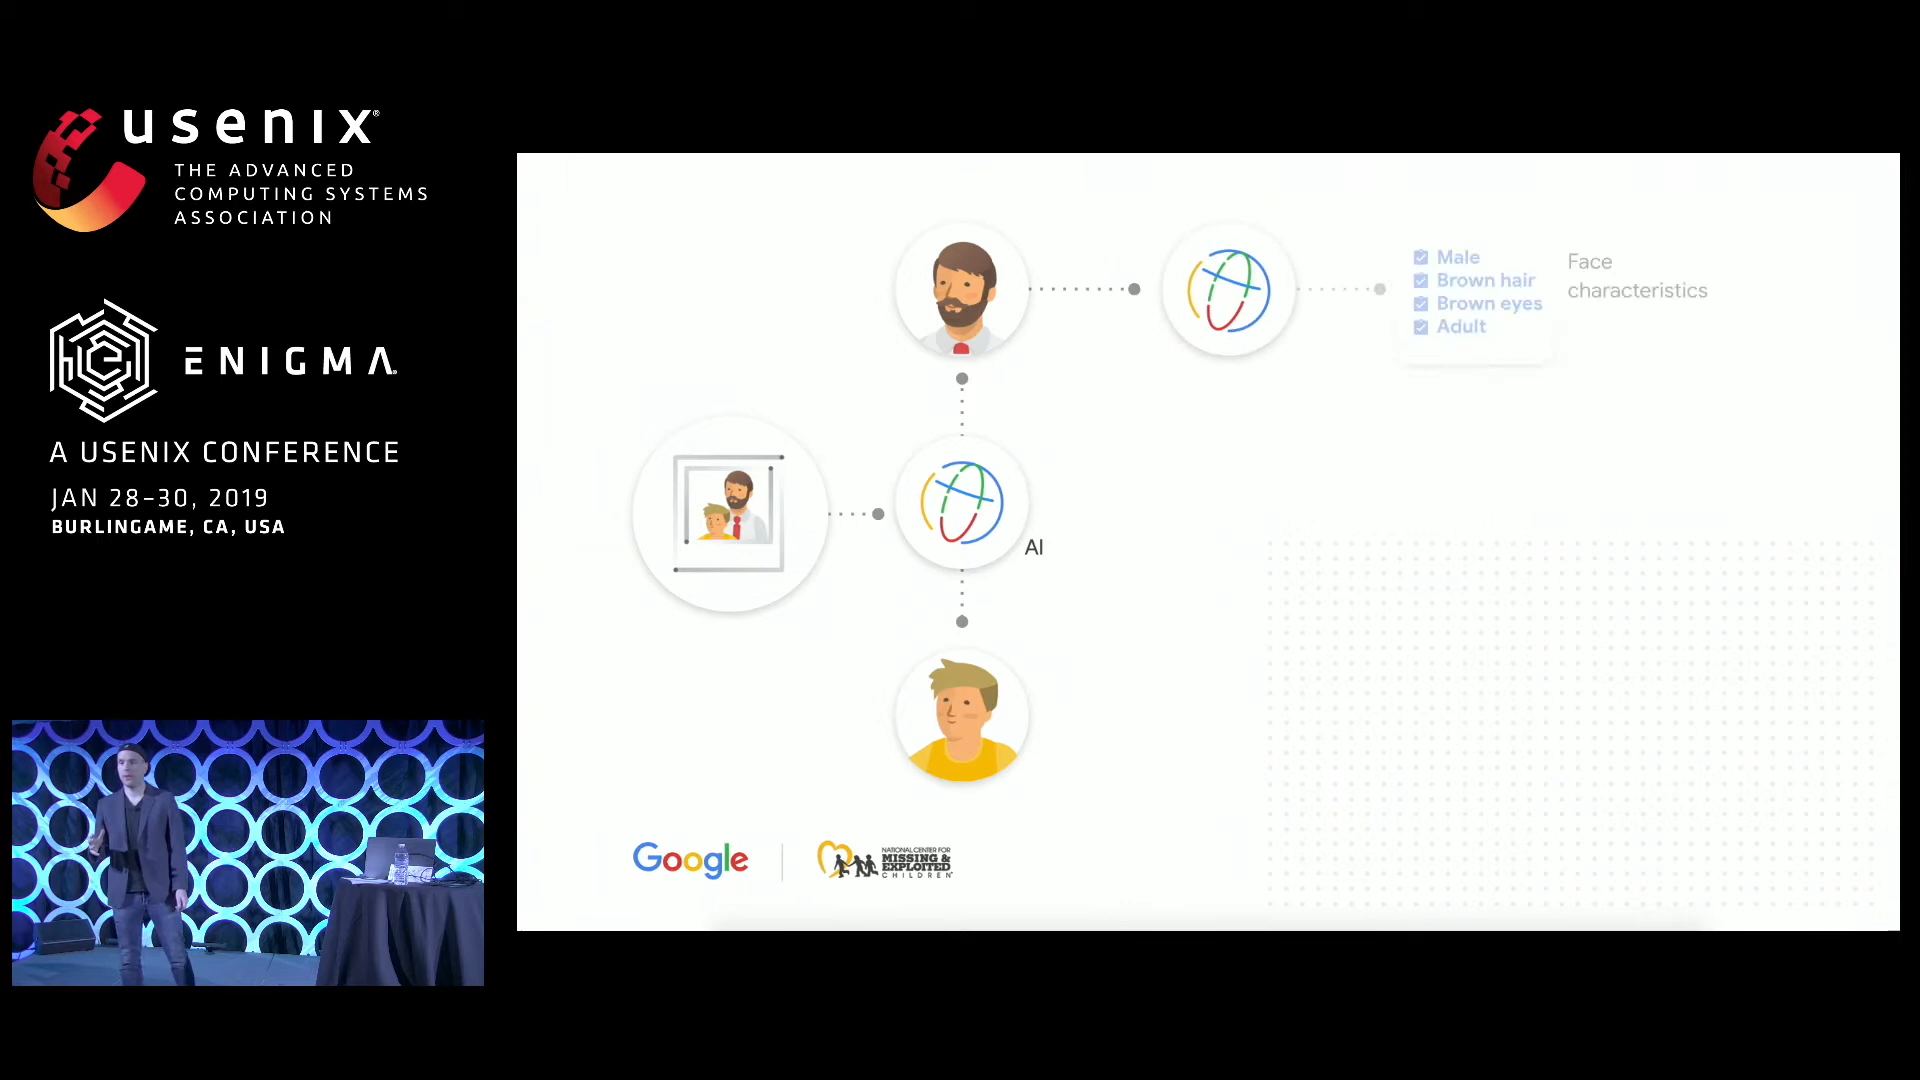 usenix®
THE ADVANCED
COMPUTING SYSTEMS
ASSOCIATION
ENIGMA®
A USENIX CONFERENCE
JAN 28–30, 2019
BURLINGAME, CA, USA
Male
Brown hair
Brown eyes
Adult
Face
characteristics
AI
Google
NATIONAL CENTER FOR
MISSING &
EXPLOITED
CHILDREN®